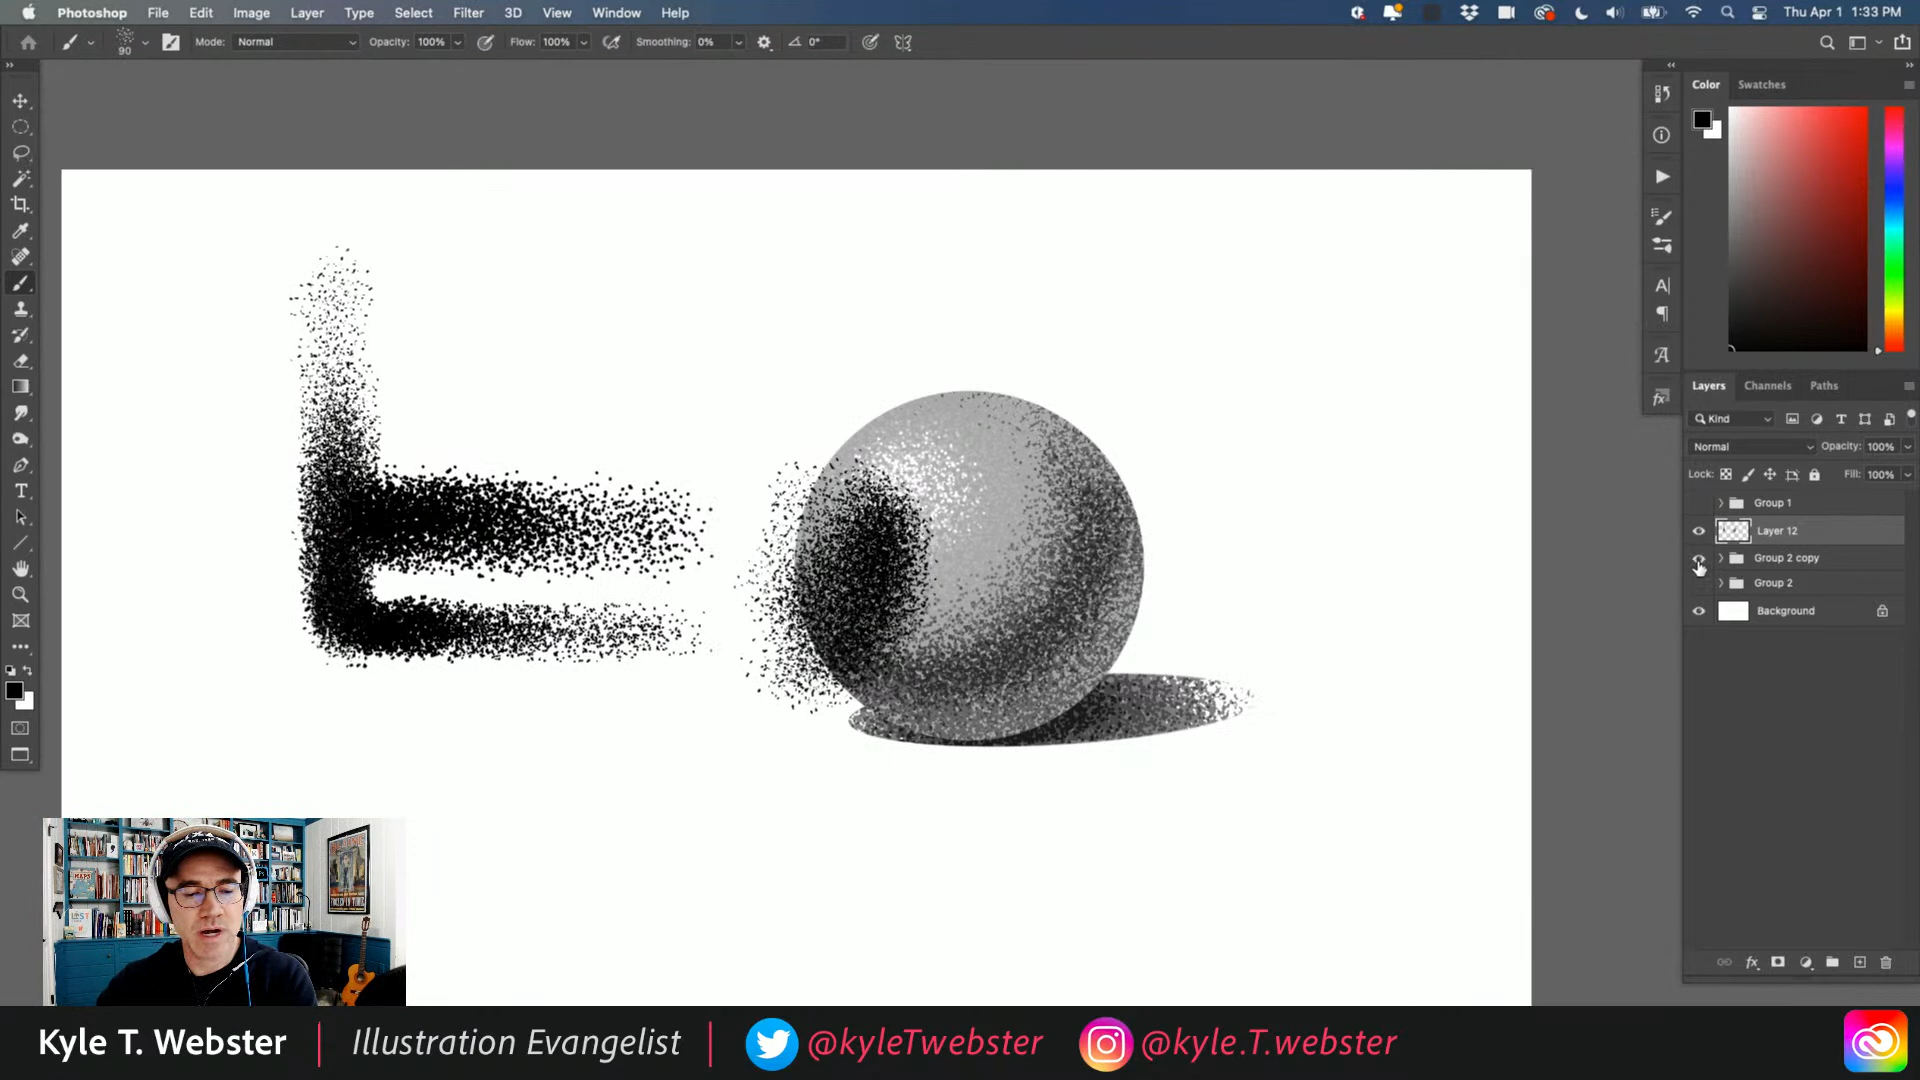 Photoshop File Edit Image Layer Type Select Filter 3D View Window Help Thu Apr 1 1:33 PM
90 Mode: Normal Opacity: 100% Flow: 100% Smoothing: 0% 0°
Color Swatches
Layers Channels Paths
Kind
Normal Opacity: 100%
Lock: Fill: 100%
Group 1
Layer 12
Group 2 copy
Group 2
Background
Kyle T. Webster | Illustration Evangelist | @kyleTwebster @kyle.T.webster